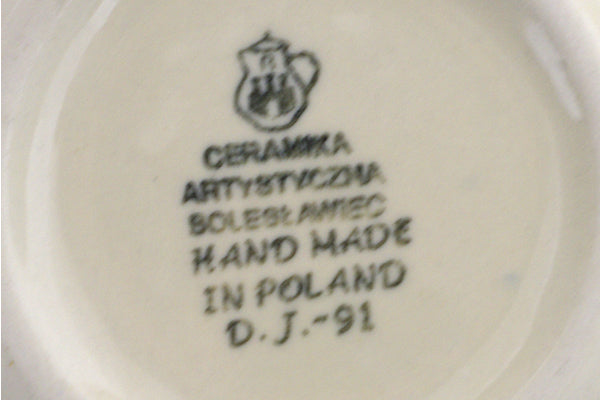 CERAMIKA
ARTYSTYCZNA
BOLESŁAWIEC
HAND MADE
IN POLAND
D.J.-91